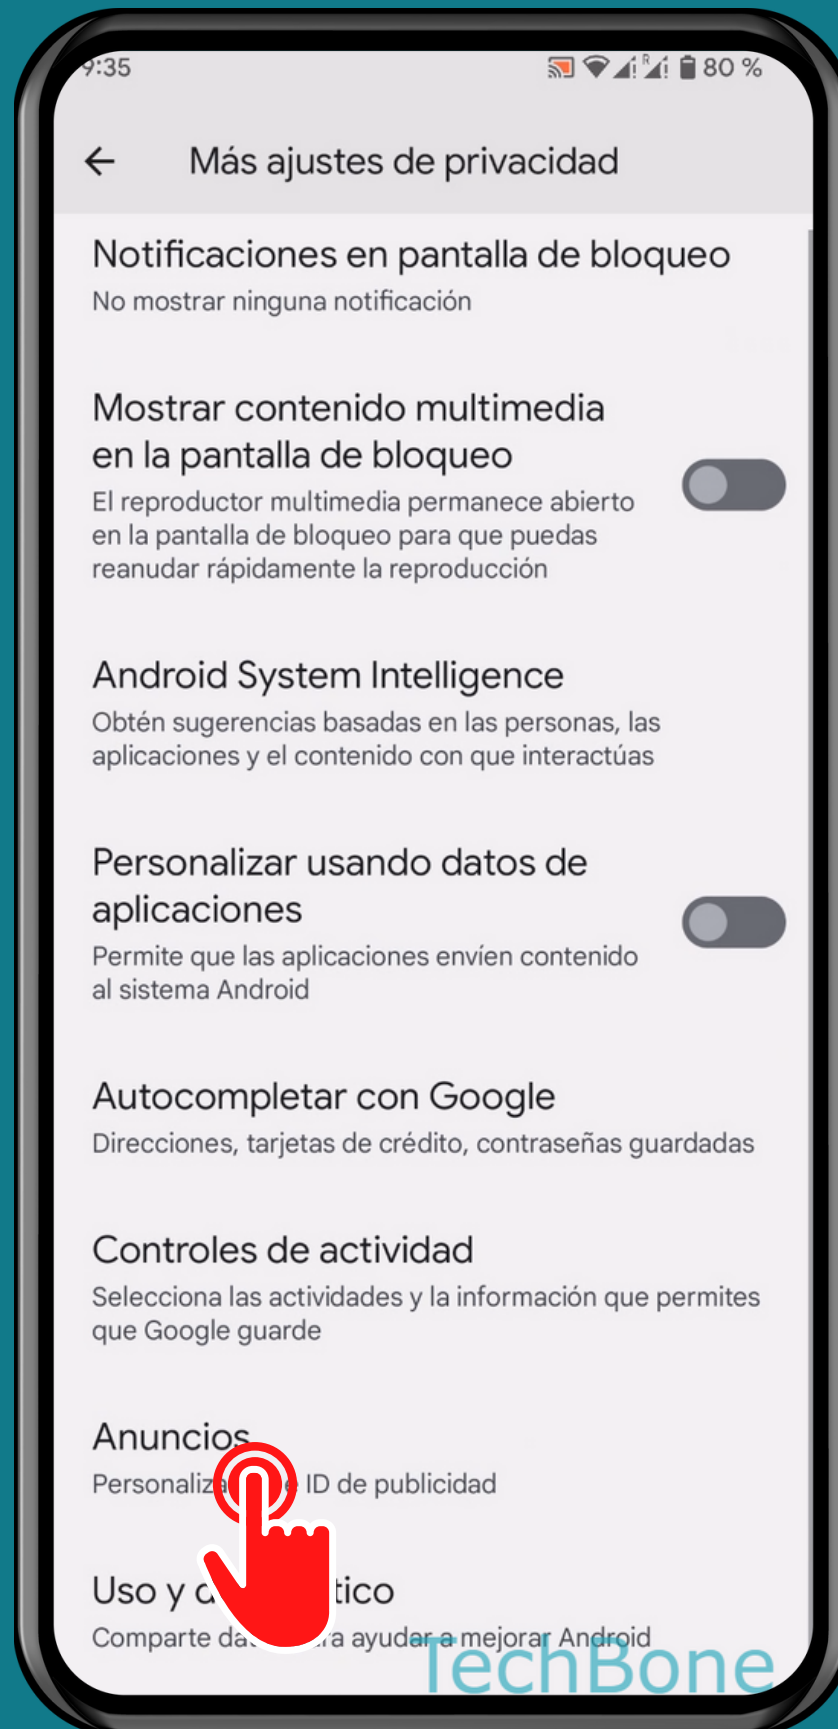 9:35
R
80 %
Más ajustes de privacidad
Notificaciones en pantalla de bloqueo
No mostrar ninguna notificación
Mostrar contenido multimedia
en la pantalla de bloqueo
El reproductor multimedia permanece abierto
en la pantalla de bloqueo para que puedas
reanudar rápidamente la reproducción
Android System Intelligence
Obtén sugerencias basadas en las personas, las
aplicaciones y el contenido con que interactúas
Personalizar usando datos de
aplicaciones
Permite que las aplicaciones envíen contenido
al sistema Android
Autocompletar con Google
Direcciones, tarjetas de crédito, contraseñas guardadas
Controles de actividad
Selecciona las actividades y la información que permites
que Google guarde
Anuncios
ID de publicidad
Uso y
Comparte ayudar a mejorar Android
TechBone